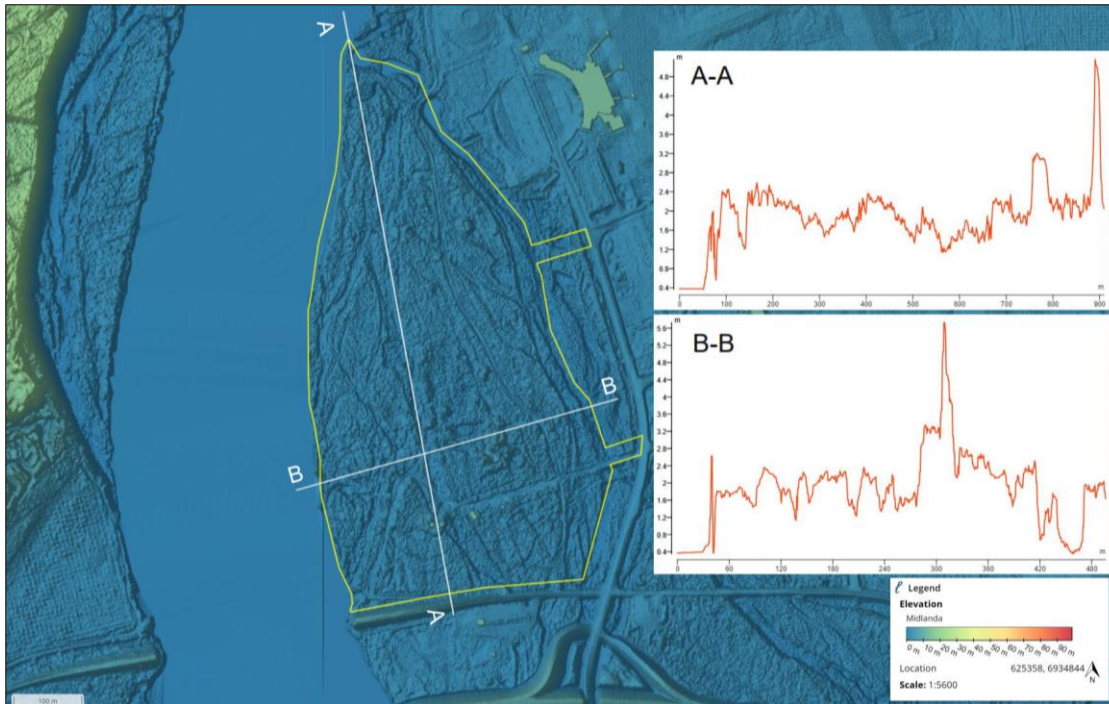 A
A
B
B
A-A
m
4.8
4.4
4
3.6
3.2
2.8
2.4
2
1.6
1.2
0.8
0.4
0
100
200
300
400
500
600
700
800
900
m
B-B
m
5.6
5.2
4.8
4.4
4
3.6
3.2
2.8
2.4
2
1.6
1.2
0.8
0.4
0
60
120
180
240
300
360
420
480
m
Legend
Elevation
Midlanda
0 m 10 m 20 m 30 m 40 m 50 m 60 m 70 m 80 m 90 m
Location 625358, 6934844
Scale: 1:5600
N
100 m